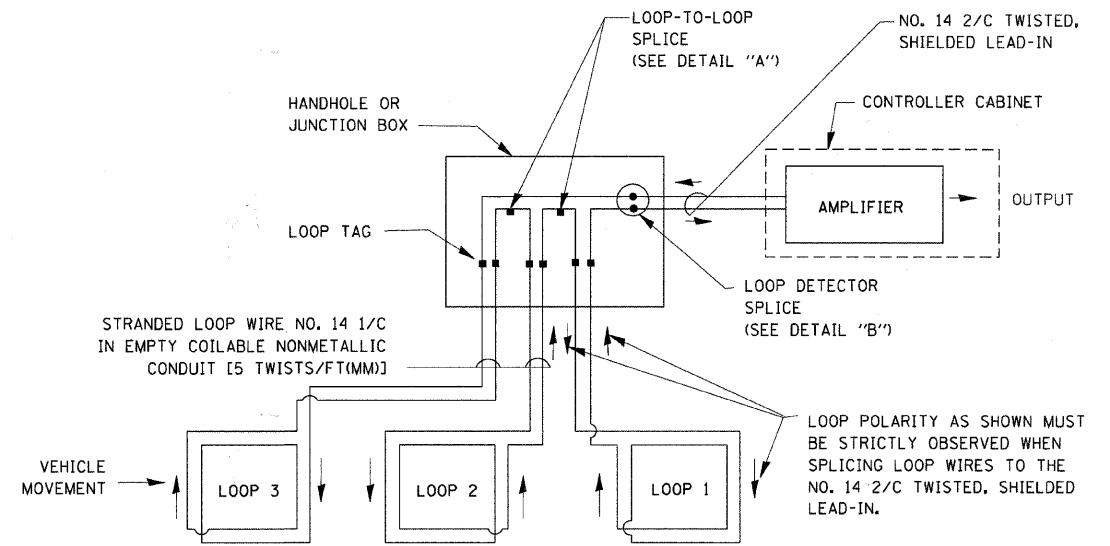 LOOP-TO-LOOP
SPLICE
(SEE DETAIL "A")
NO. 14 2/C TWISTED,
SHIELDED LEAD-IN
HANDHOLE OR
JUNCTION BOX
CONTROLLER CABINET
AMPLIFIER
OUTPUT
LOOP TAG
LOOP DETECTOR
SPLICE
(SEE DETAIL "B")
STRANDED LOOP WIRE NO. 14 1/C
IN EMPTY COILABLE NONMETALLIC
CONDUIT [5 TWISTS/FT(MM)]
LOOP POLARITY AS SHOWN MUST
BE STRICTLY OBSERVED WHEN
SPLICING LOOP WIRES TO THE
NO. 14 2/C TWISTED, SHIELDED
LEAD-IN.
VEHICLE
MOVEMENT
LOOP 3
LOOP 2
LOOP 1